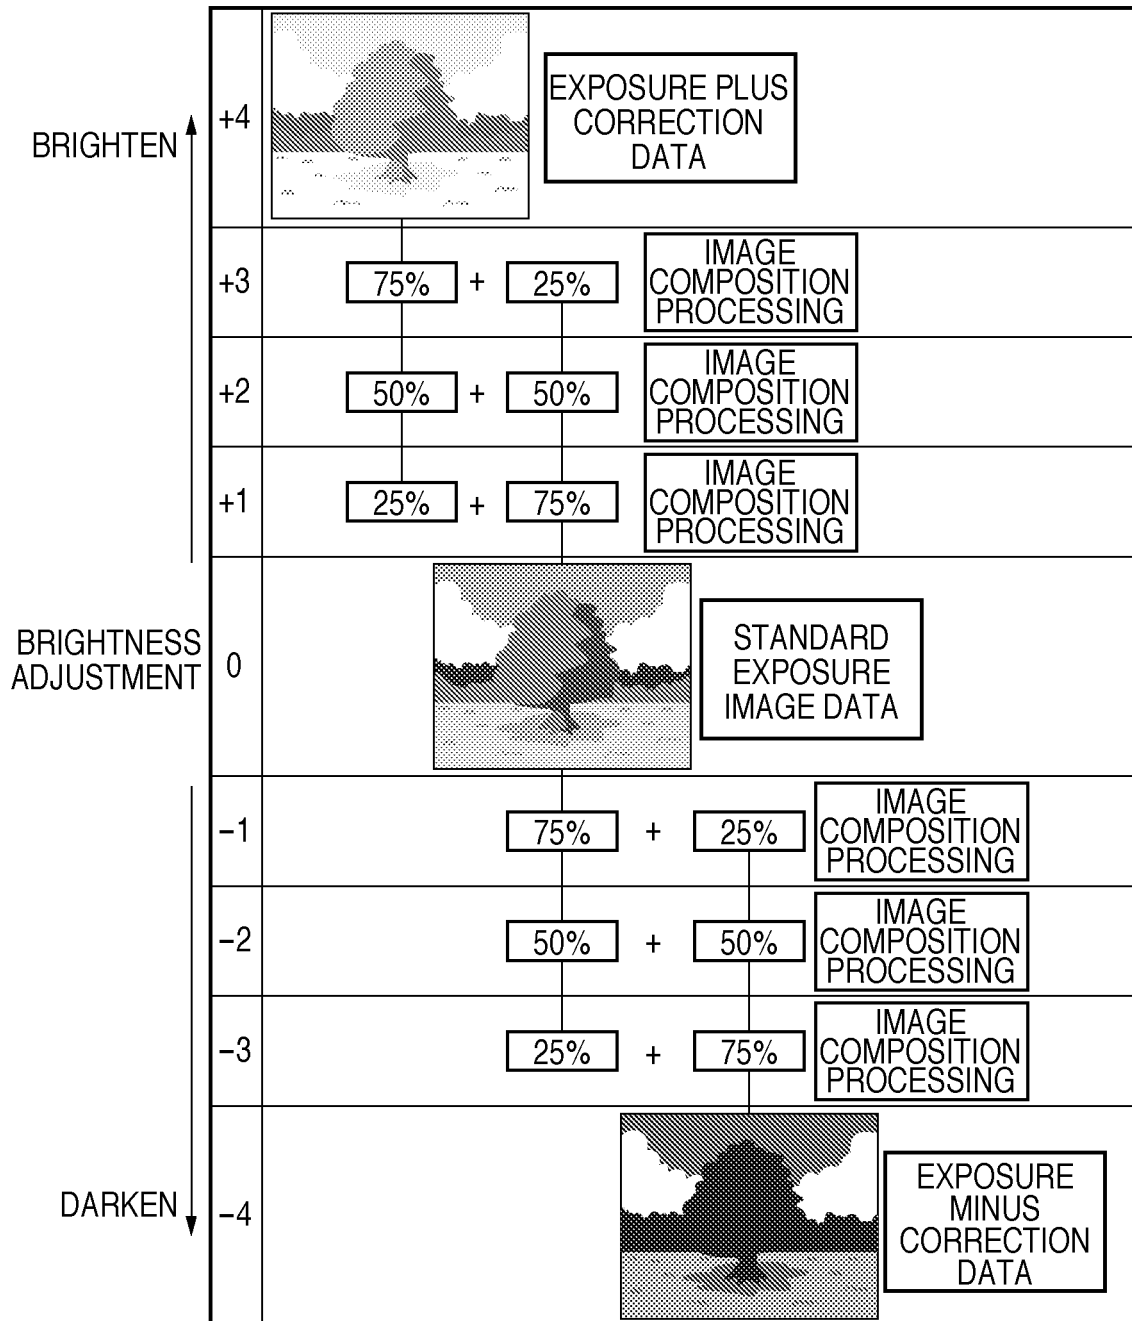 BRIGHTEN
+4
EXPOSURE PLUS
CORRECTION
DATA
+3
75% + 25%
IMAGE
COMPOSITION
PROCESSING
+2
50% + 50%
IMAGE
COMPOSITION
PROCESSING
+1
25% + 75%
IMAGE
COMPOSITION
PROCESSING
BRIGHTNESS
ADJUSTMENT
0
STANDARD
EXPOSURE
IMAGE DATA
−1
75% + 25%
IMAGE
COMPOSITION
PROCESSING
−2
50% + 50%
IMAGE
COMPOSITION
PROCESSING
−3
25% + 75%
IMAGE
COMPOSITION
PROCESSING
DARKEN
−4
EXPOSURE
MINUS
CORRECTION
DATA